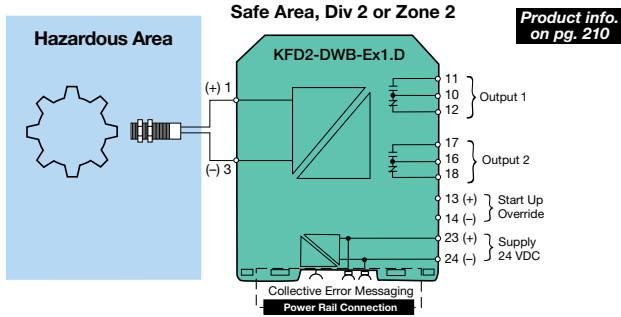 Safe Area, Div 2 or Zone 2
Product info.
on pg. 210
Hazardous Area
KFD2-DWB-Ex1.D
(+) 1
(–) 3
11
10
12
Output 1
17
16
18
Output 2
13 (+)
14 (–)
Start Up
Override
23 (+)
24 (–)
Supply
24 VDC
Collective Error Messaging
Power Rail Connection